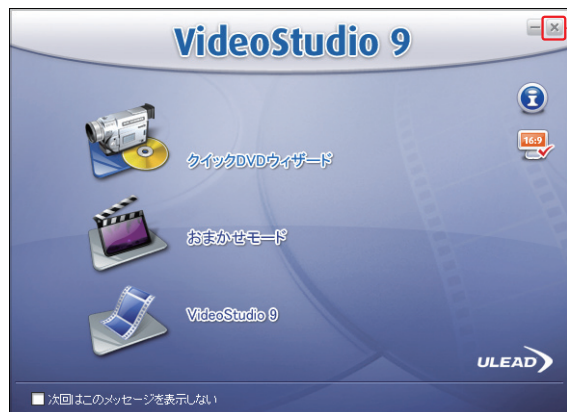 VideoStudio 9
16:9
クイックDVDウィザード
おまかせモード
VideoStudio 9
ULEAD
次回はこのメッセージを表示しない